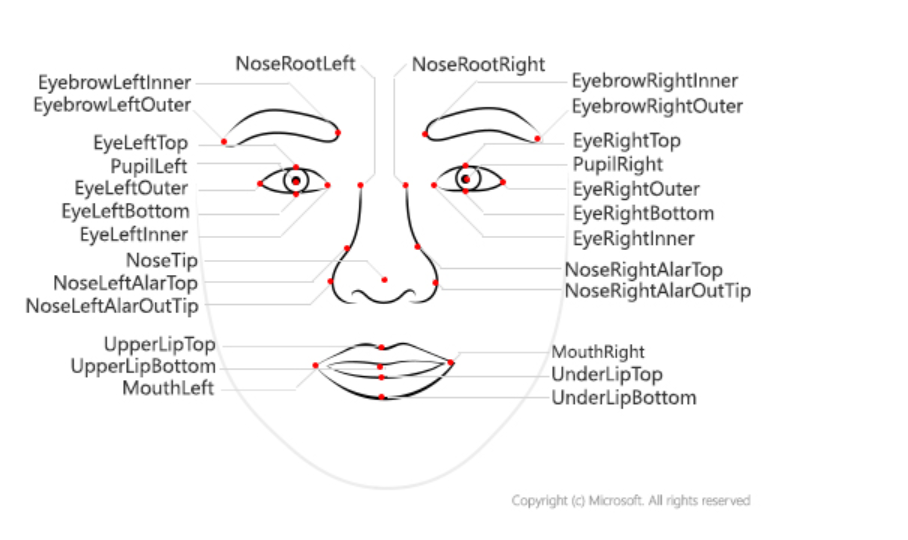 NoseRootLeft
NoseRootRight
EyebrowLeftInner
EyebrowLeftOuter
EyeLeftTop
PupilLeft
EyeLeftOuter
EyeLeftBottom
EyeLeftInner
NoseTip
NoseLeftAlarTop
NoseLeftAlarOutTip
UpperLipTop
UpperLipBottom
MouthLeft
EyebrowRightInner
EyebrowRightOuter
EyeRightTop
PupilRight
EyeRightOuter
EyeRightBottom
EyeRightInner
NoseRightAlarTop
NoseRightAlarOutTip
MouthRight
UnderLipTop
UnderLipBottom
Copyright (c) Microsoft. All rights reserved